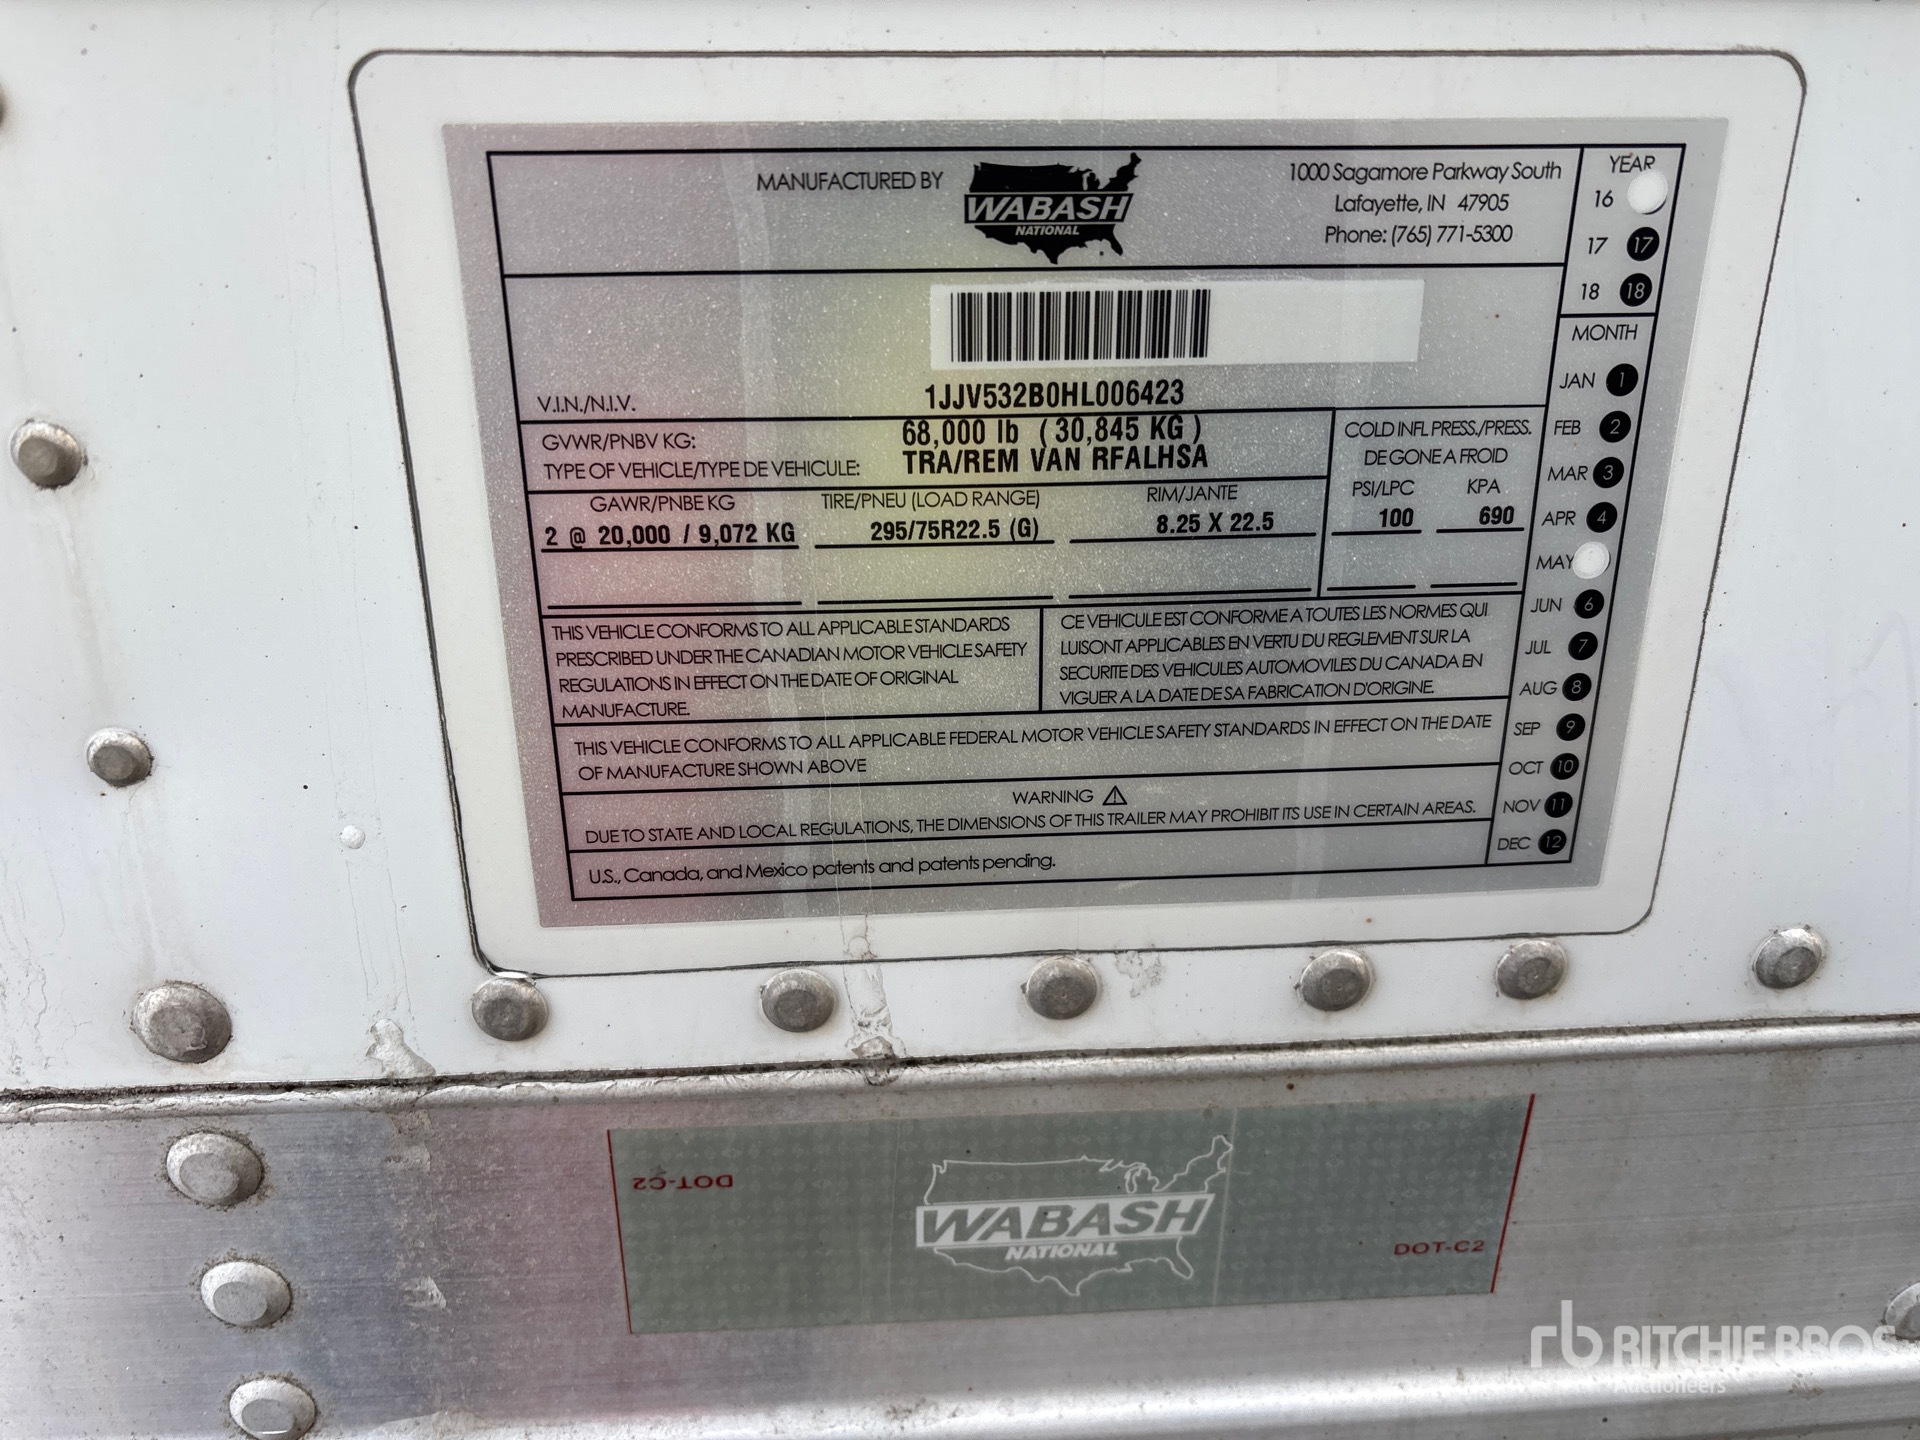 MANUFACTURED BY
WABASH
NATIONAL
1000 Sagamore Parkway South
Lafayette, IN 47905
Phone: (765) 771-5300
YEAR
16
17 17
18 18
MONTH
JAN 1
FEB 2
MAR 3
APR 4
MAY
JUN 6
JUL 7
AUG 8
SEP 9
OCT 10
NOV 11
DEC 12
V.I.N./N.I.V. 1JJV532B0HL006423
GVWR/PNBV KG: 68,000 lb ( 30,845 KG )
TYPE OF VEHICLE/TYPE DE VEHICULE: TRA/REM VAN RFALHSA
COLD INFL PRESS./PRESS.
DE GONE A FROID
PSI/LPC KPA
100 690
GAWR/PNBE KG TIRE/PNEU (LOAD RANGE) RIM/JANTE
2 @ 20,000 / 9,072 KG 295/75R22.5 (G) 8.25 X 22.5
THIS VEHICLE CONFORMS TO ALL APPLICABLE STANDARDS
PRESCRIBED UNDER THE CANADIAN MOTOR VEHICLE SAFETY
REGULATIONS IN EFFECT ON THE DATE OF ORIGINAL
MANUFACTURE.
CE VEHICULE EST CONFORME A TOUTES LES NORMES QUI
LUISONT APPLICABLES EN VERTU DU REGLEMENT SUR LA
SECURITE DES VEHICULES AUTOMOVILES DU CANADA EN
VIGUER A LA DATE DE SA FABRICATION D'ORIGINE.
THIS VEHICLE CONFORMS TO ALL APPLICABLE FEDERAL MOTOR VEHICLE SAFETY STANDARDS IN EFFECT ON THE DATE
OF MANUFACTURE SHOWN ABOVE
WARNING
DUE TO STATE AND LOCAL REGULATIONS, THE DIMENSIONS OF THIS TRAILER MAY PROHIBIT ITS USE IN CERTAIN AREAS.
U.S., Canada, and Mexico patents and patents pending.
DOT-C2
WABASH
NATIONAL
DOT-C2
rb RITCHIE BROS
Auctioneers